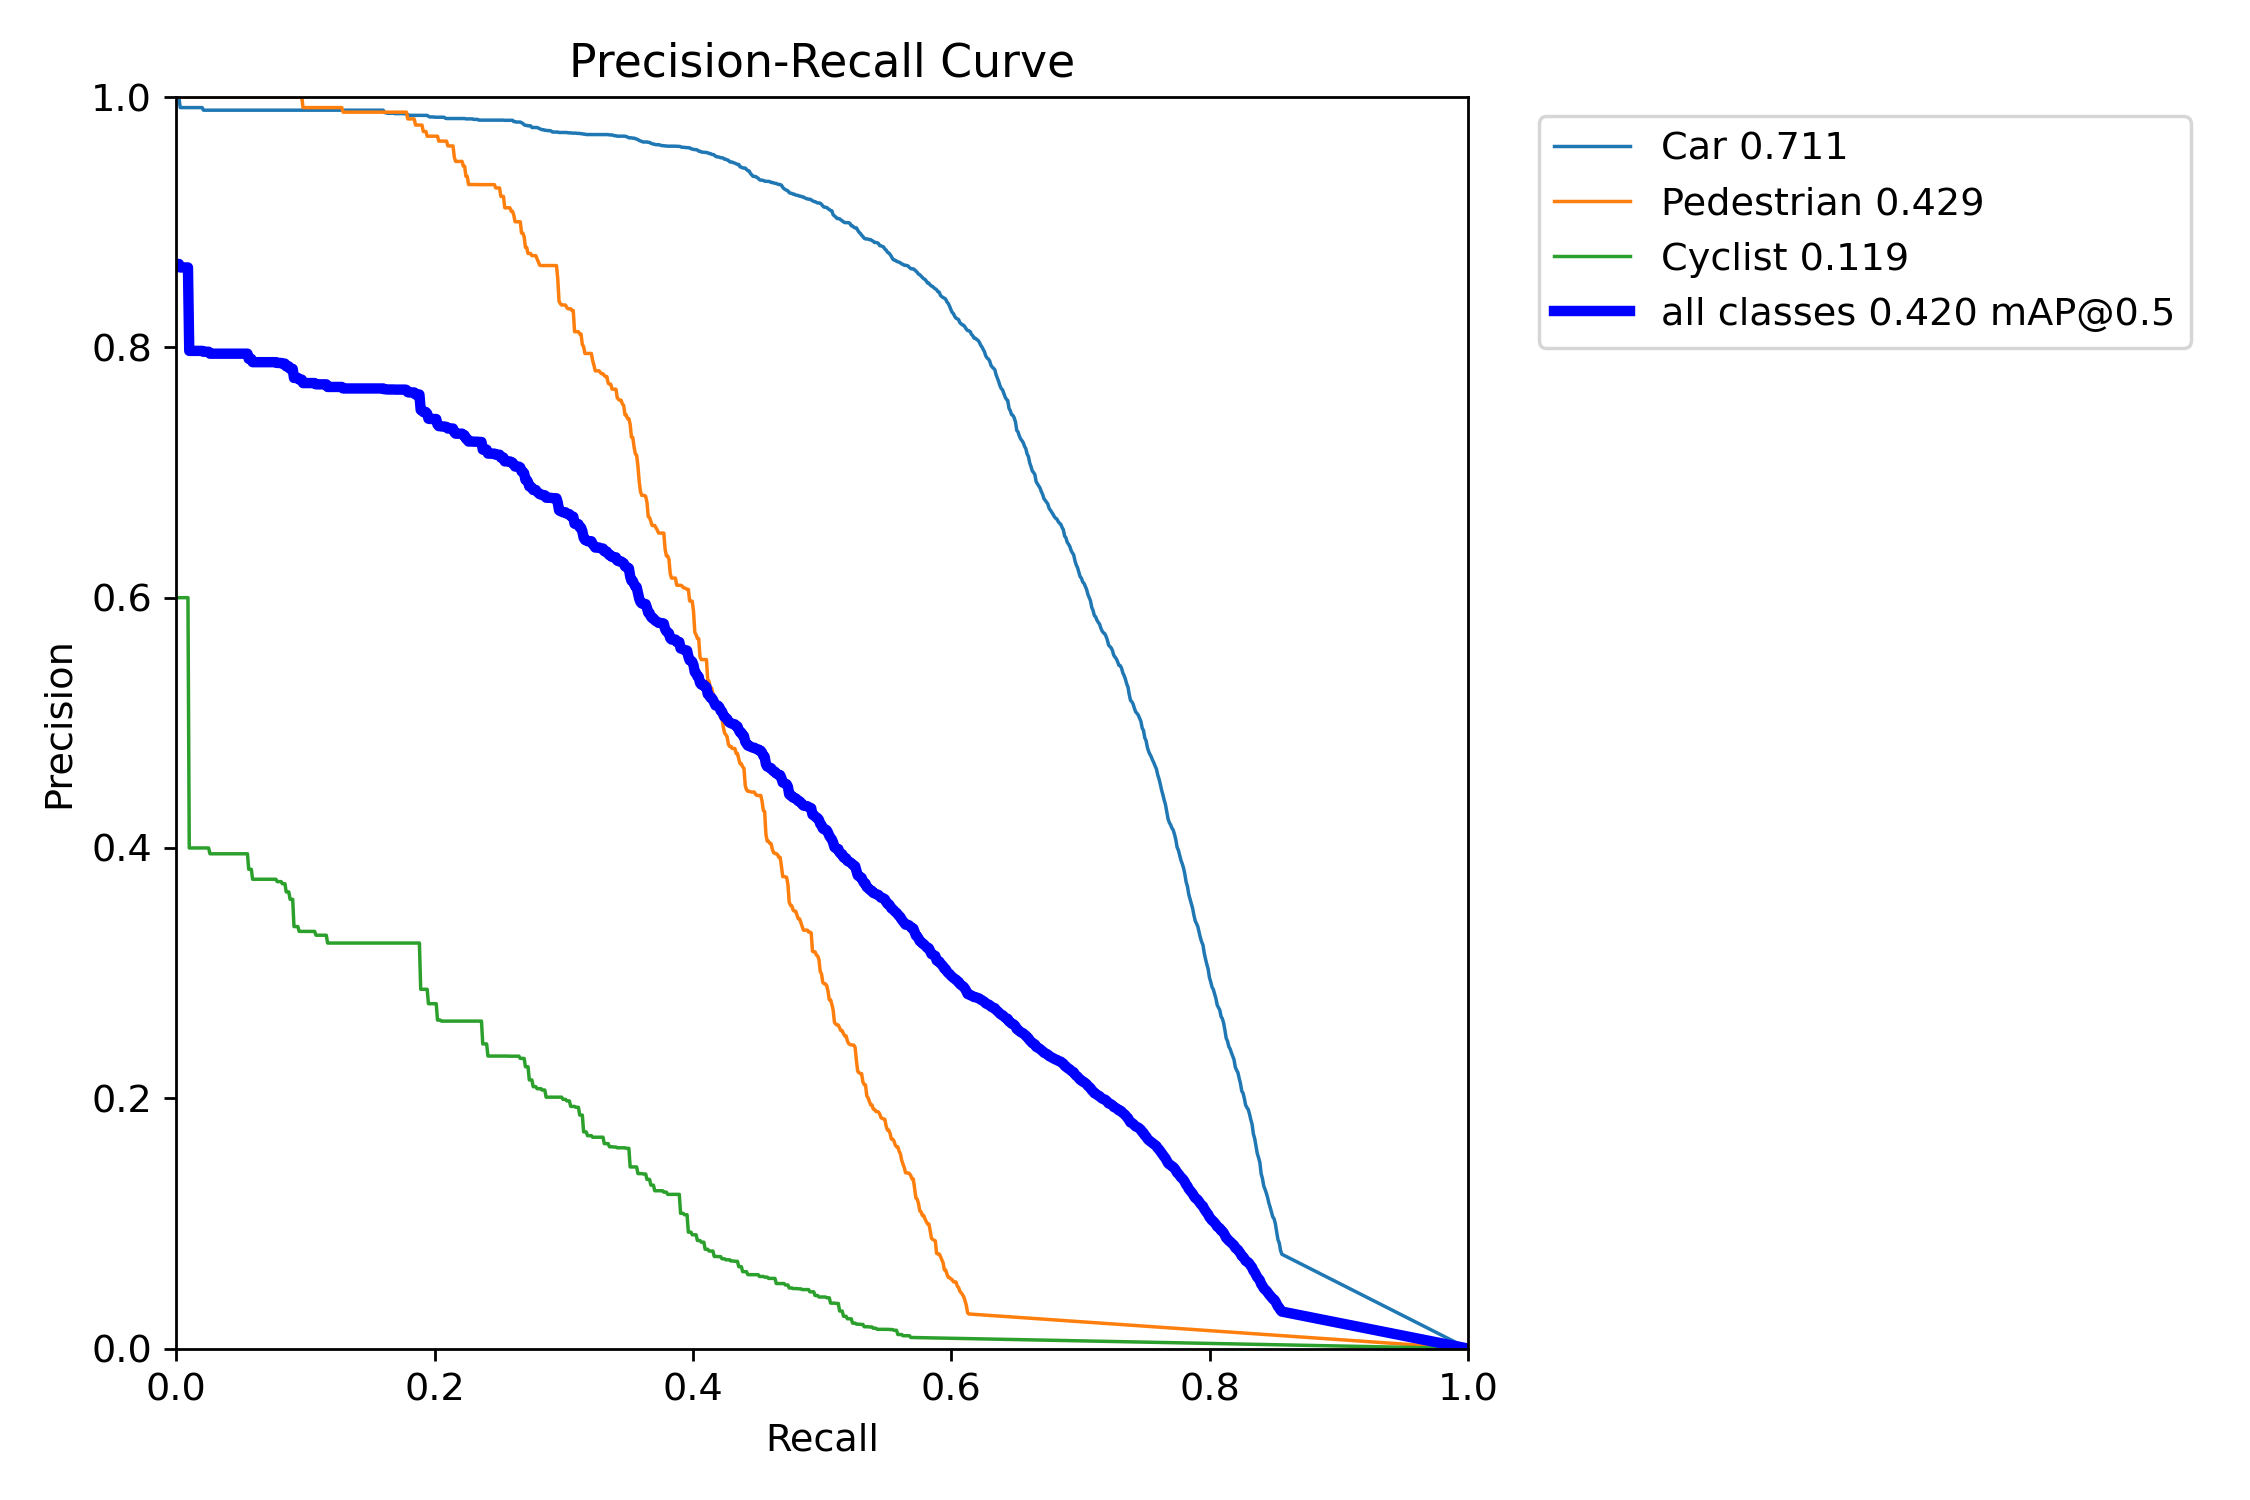 Precision-Recall Curve
1.0
0.8
0.6
0.4
0.2
0.0
Precision
0.0 0.2 0.4 0.6 0.8 1.0
Recall
Car 0.711
Pedestrian 0.429
Cyclist 0.119
all classes 0.420 mAP@0.5